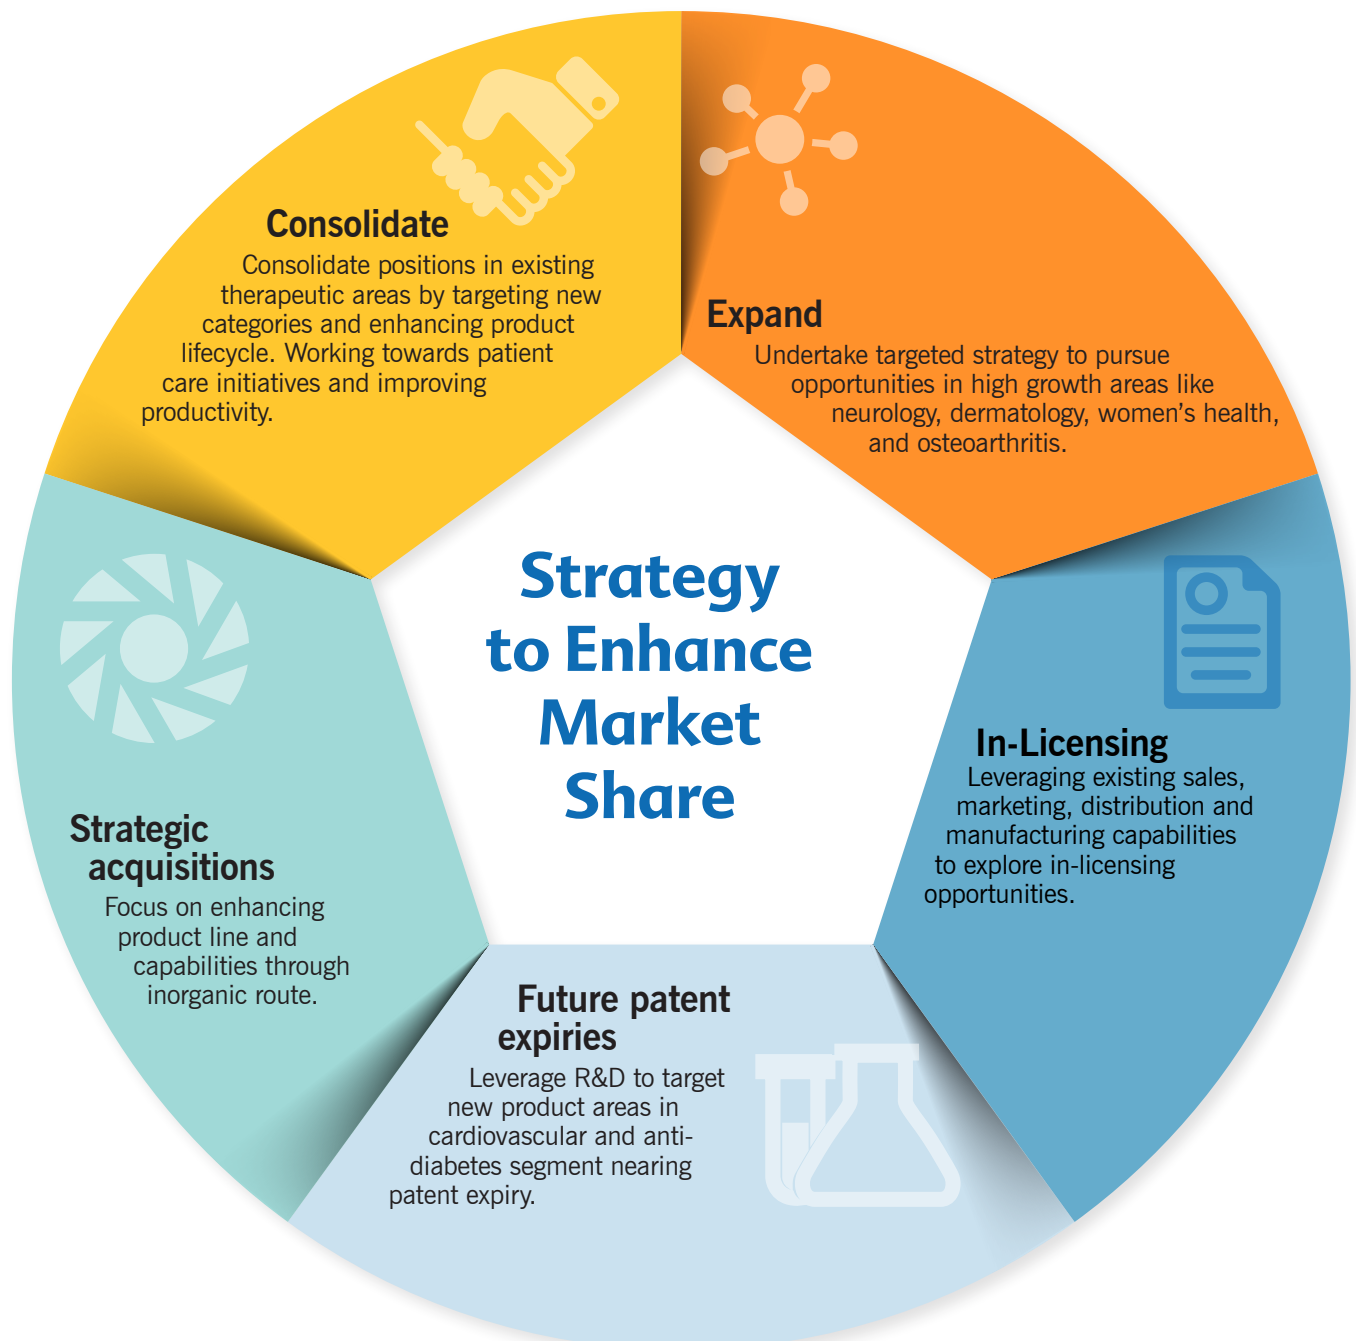 Consolidate
Consolidate positions in existing
therapeutic areas by targeting new
categories and enhancing product
lifecycle. Working towards patient
care initiatives and improving
productivity.
Expand
Undertake targeted strategy to pursue
opportunities in high growth areas like
neurology, dermatology, women’s health,
and osteoarthritis.
Strategy
to Enhance
Market
Share
In-Licensing
Leveraging existing sales,
marketing, distribution and
manufacturing capabilities
to explore in-licensing
opportunities.
Strategic
acquisitions
Focus on enhancing
product line and
capabilities through
inorganic route.
Future patent
expiries
Leverage R&D to target
new product areas in
cardiovascular and anti-
diabetes segment nearing
patent expiry.